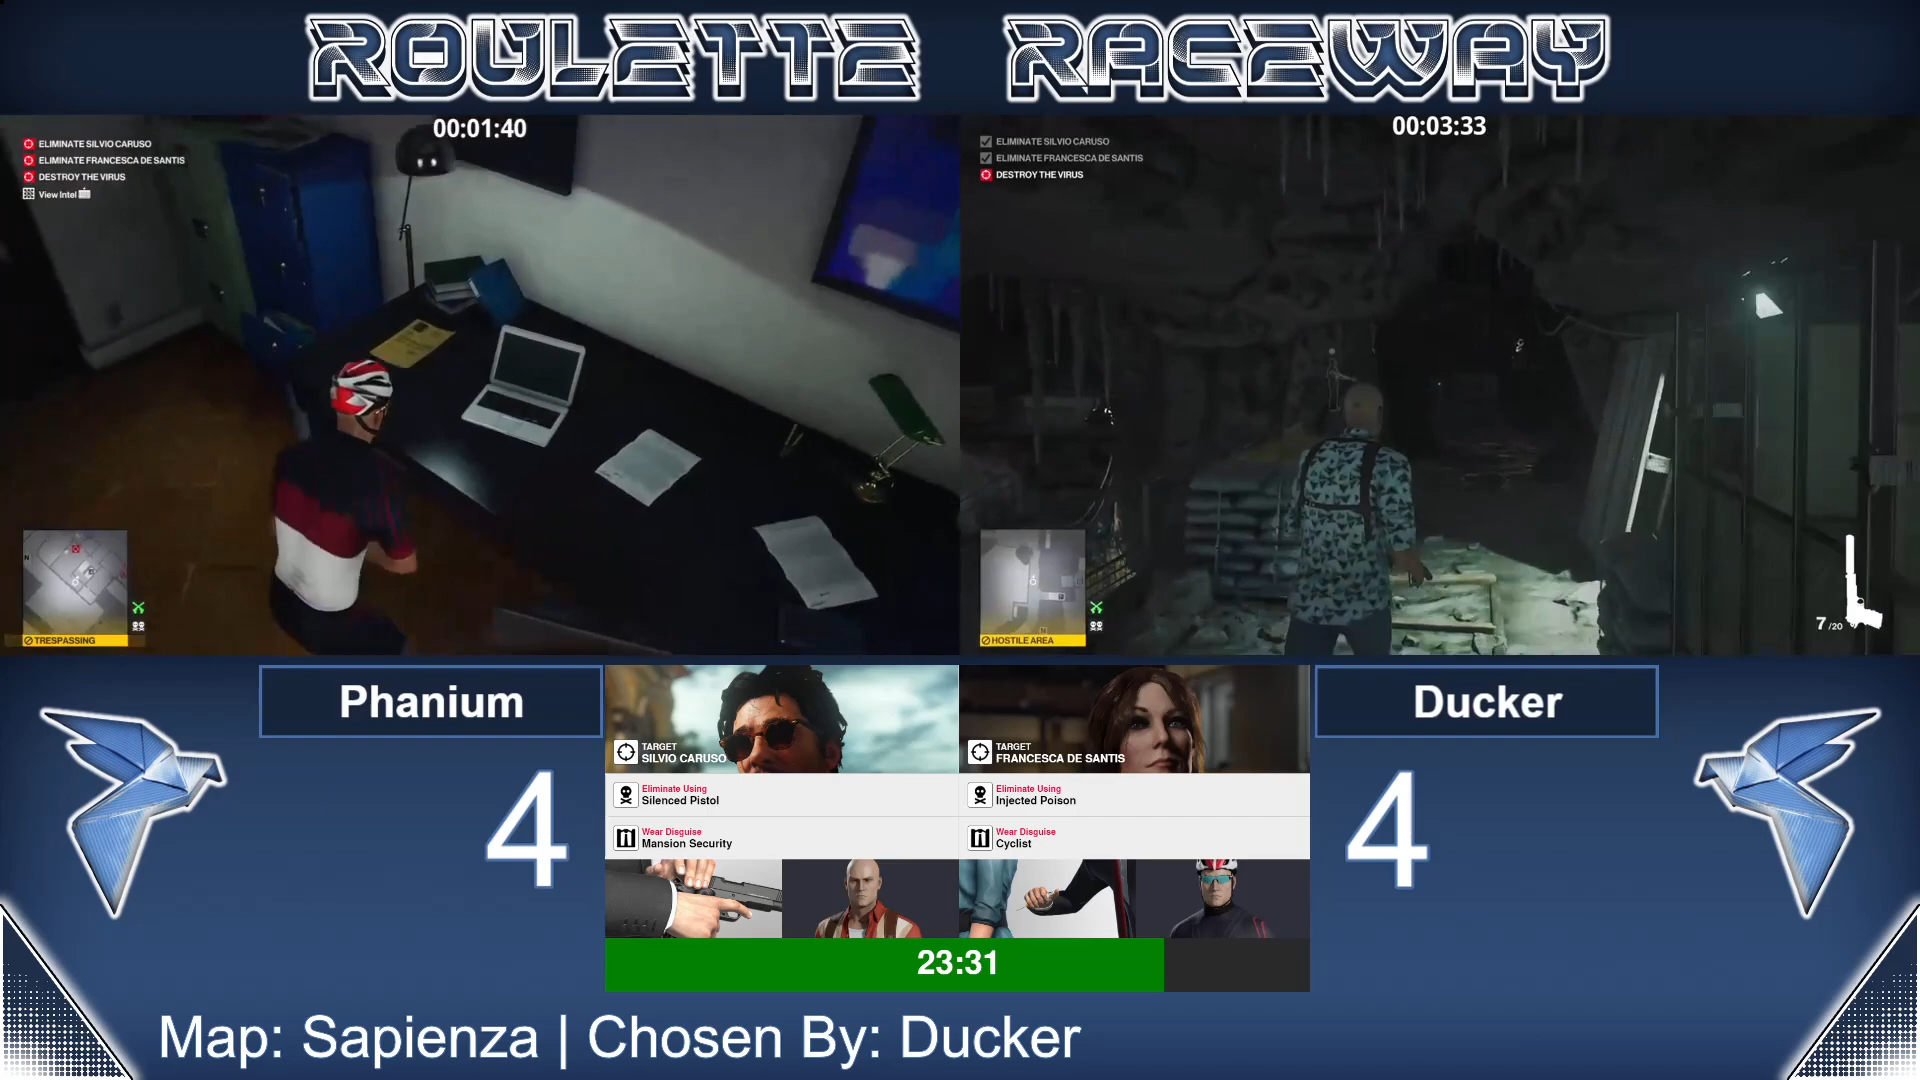 ROULETTE RACEWAY
00:01:40
ELIMINATE SILVIO CARUSO
ELIMINATE FRANCESCA DE SANTIS
DESTROY THE VIRUS
View Intel
N
TRESPASSING
00:03:33
ELIMINATE SILVIO CARUSO
ELIMINATE FRANCESCA DE SANTIS
DESTROY THE VIRUS
N
HOSTILE AREA
7/20
Phanium
4
TARGET
SILVIO CARUSO
Eliminate Using
Silenced Pistol
Wear Disguise
Mansion Security
TARGET
FRANCESCA DE SANTIS
Eliminate Using
Injected Poison
Wear Disguise
Cyclist
23:31
Ducker
4
Map: Sapienza | Chosen By: Ducker